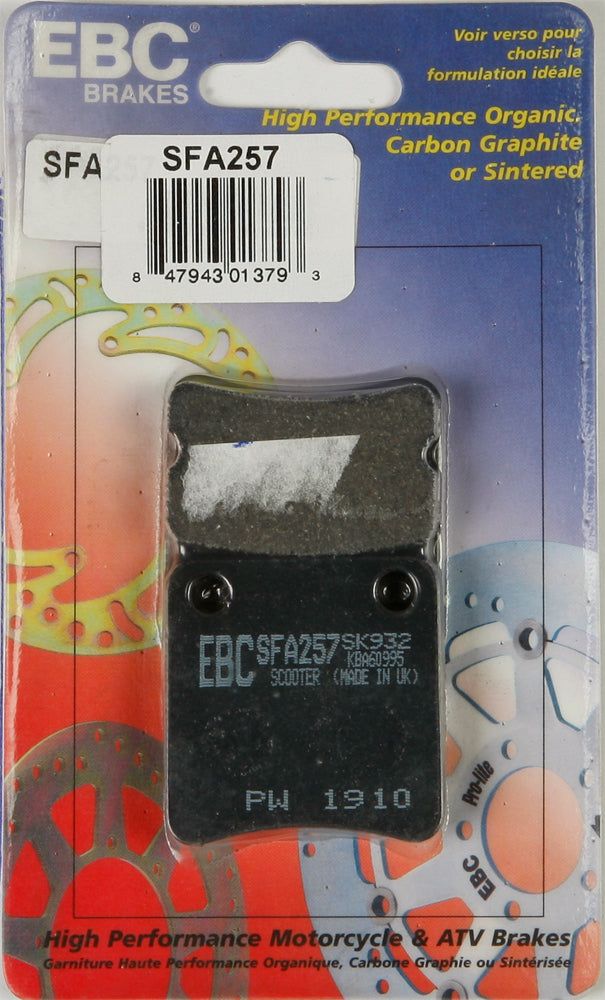 EBC
BRAKES
Voir verso pour
choisir la
formulation idéale
High Performance Organic,
Carbon Graphite
or Sintered
SFA257
SFA257
8 47943 01379 3
EBC SFA257 SK932
KBA60995
SCOOTER (MADE IN UK)
PW 1910
Pro-lite
EBC
High Performance Motorcycle & ATV Brakes
Garniture Haute Performance Organique, Carbone Graphie ou Sintérisée